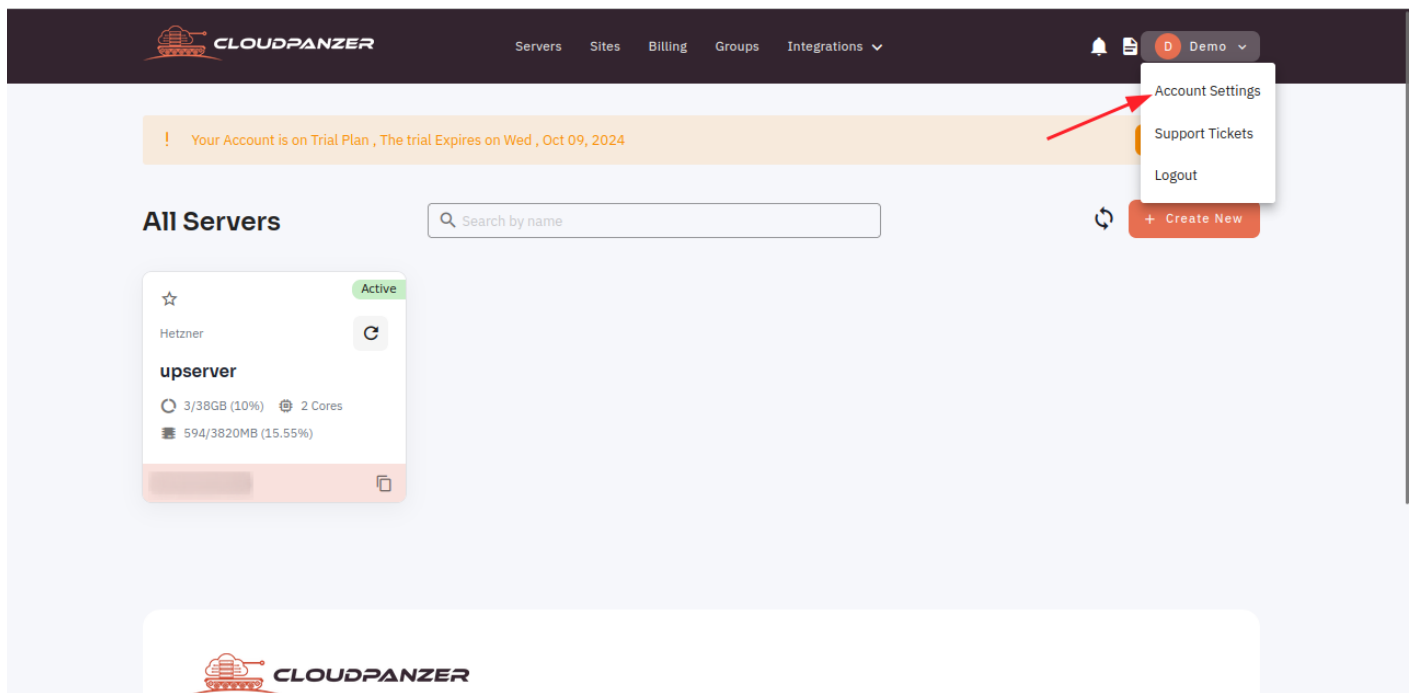 CLOUDPANZER
Servers Sites Billing Groups Integrations
D Demo
Account Settings
Support Tickets
Logout
! Your Account is on Trial Plan , The trial Expires on Wed , Oct 09, 2024
All Servers
Search by name
+ Create New
Active
Hetzner
upserver
3/38GB (10%) 2 Cores
594/3820MB (15.55%)
CLOUDPANZER